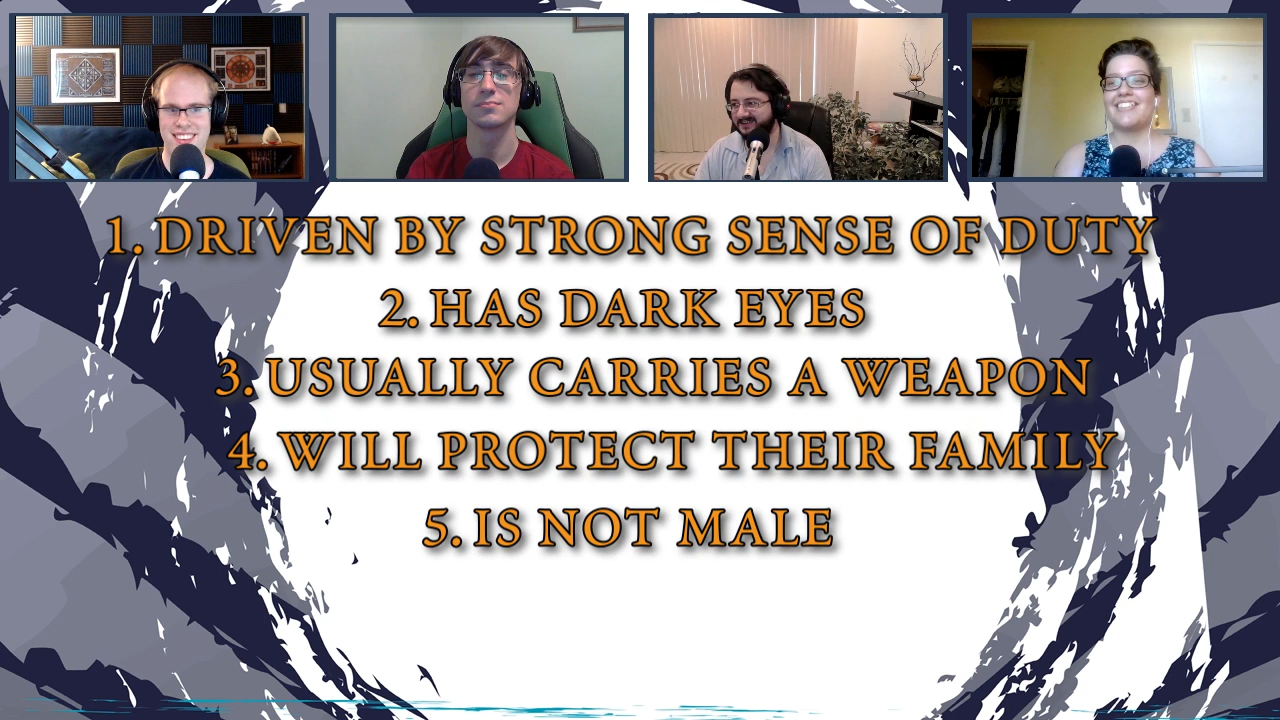 1. DRIVEN BY STRONG SENSE OF DUTY
2. HAS DARK EYES
3. USUALLY CARRIES A WEAPON
4. WILL PROTECT THEIR FAMILY
5. IS NOT MALE